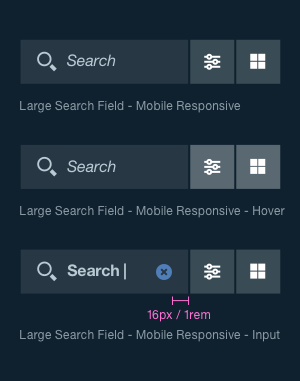 Search
Large Search Field - Mobile Responsive
Search
Large Search Field - Mobile Responsive - Hover
Search
16px / 1rem
Large Search Field - Mobile Responsive - Input